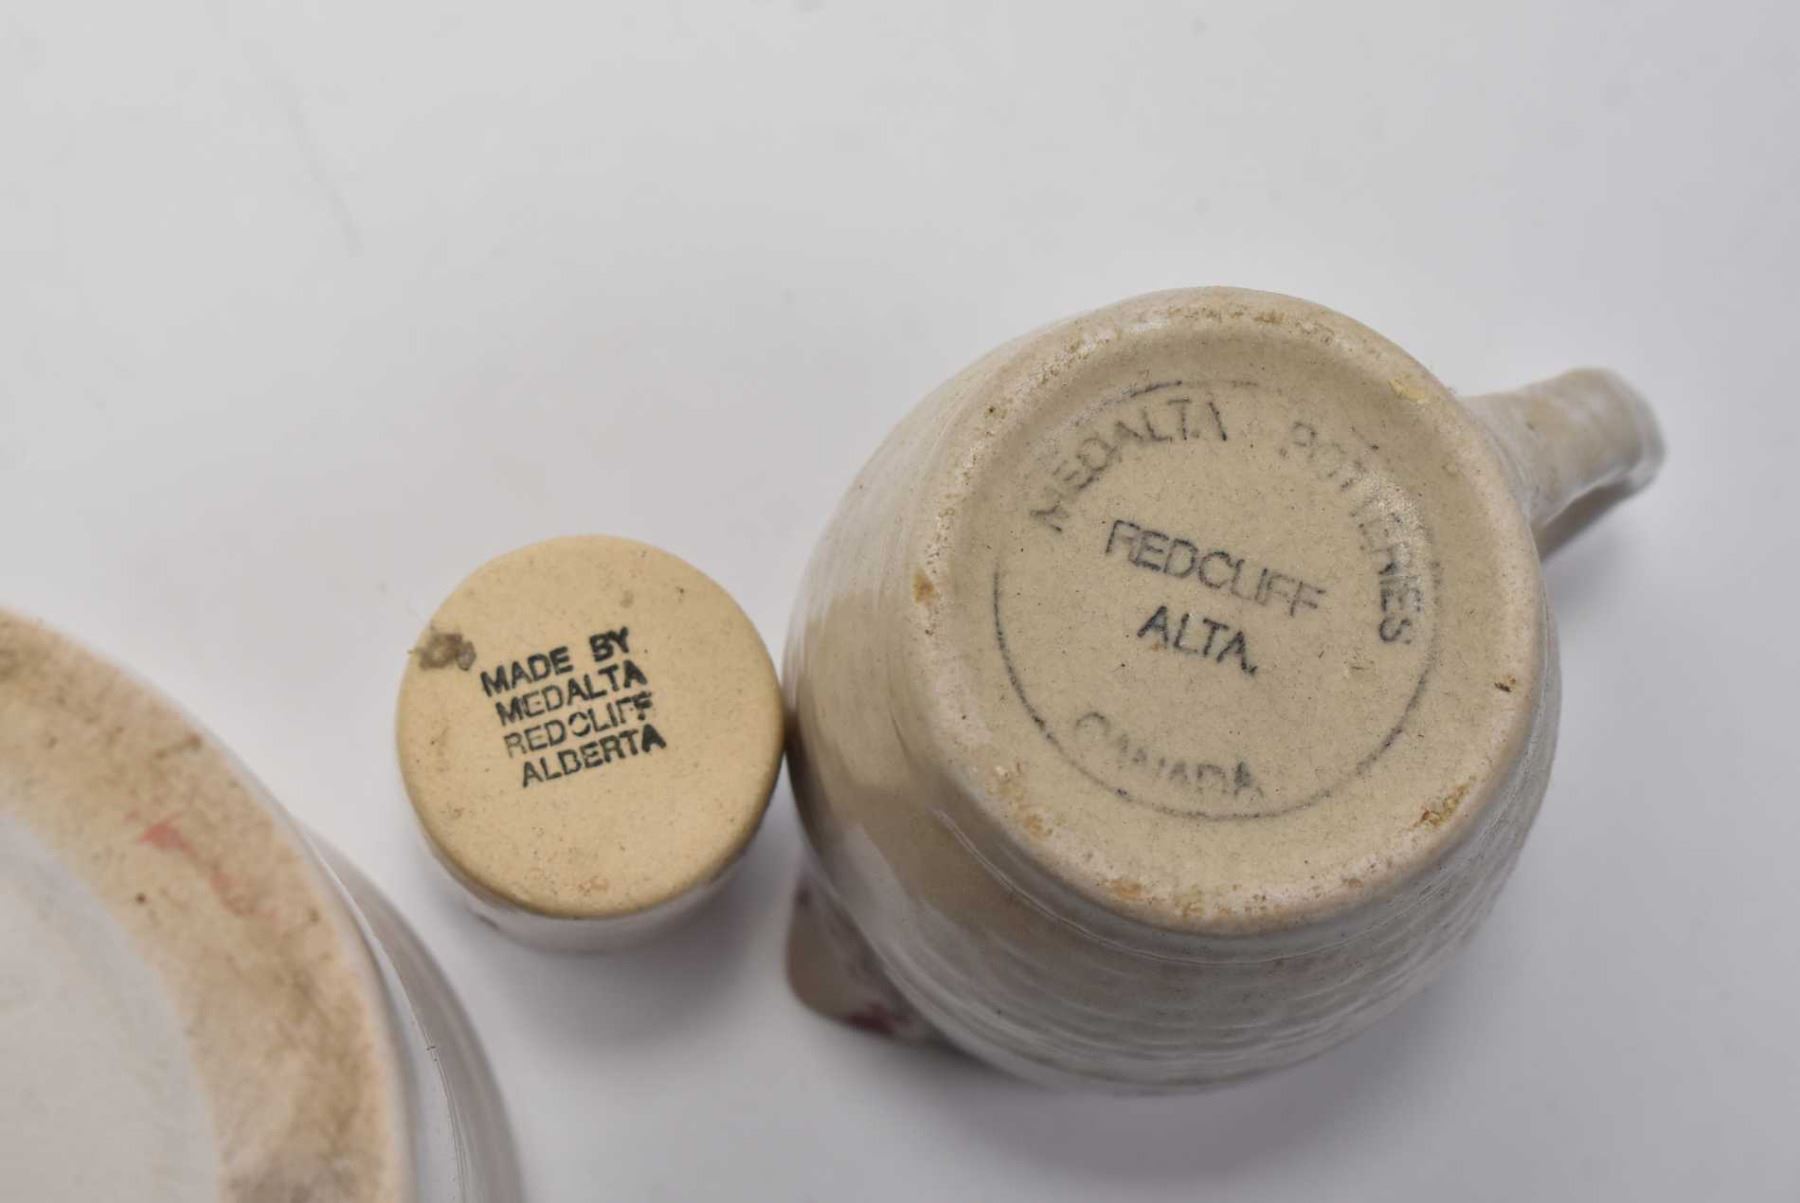 MADE BY
MEDALTA
REDCLIFF
ALBERTA
MEDALTA POTTERIES
REDCLIFF
ALTA.
CANADA